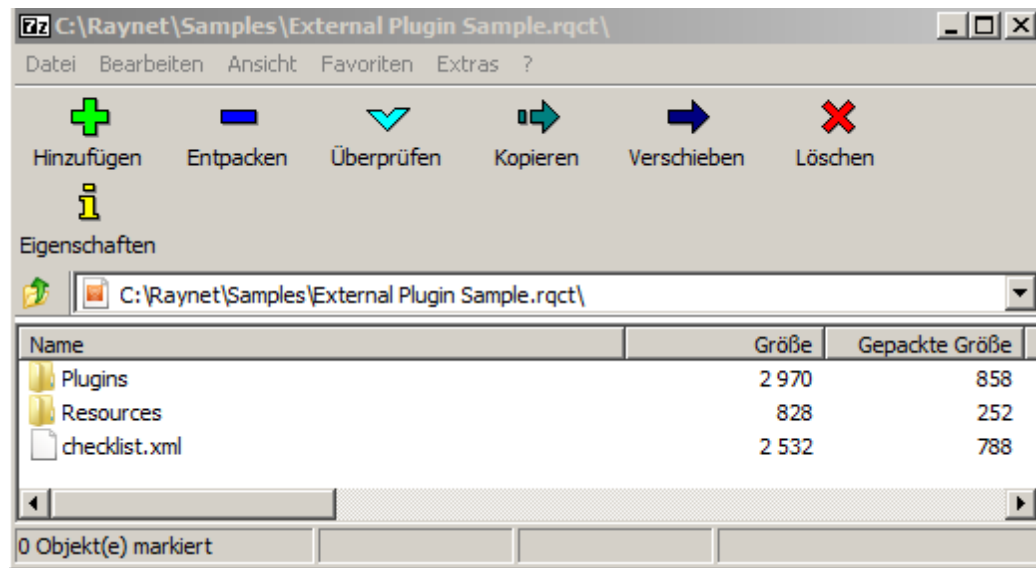 7z C:\Raynet\Samples\External Plugin Sample.rqct\
Datei Bearbeiten Ansicht Favoriten Extras ?
Hinzufügen Entpacken Überprüfen Kopieren Verschieben Löschen
Eigenschaften
C:\Raynet\Samples\External Plugin Sample.rqct\
Name Größe Gepackte Größe
Plugins 2 970 858
Resources 828 252
checklist.xml 2 532 788
0 Objekt(e) markiert